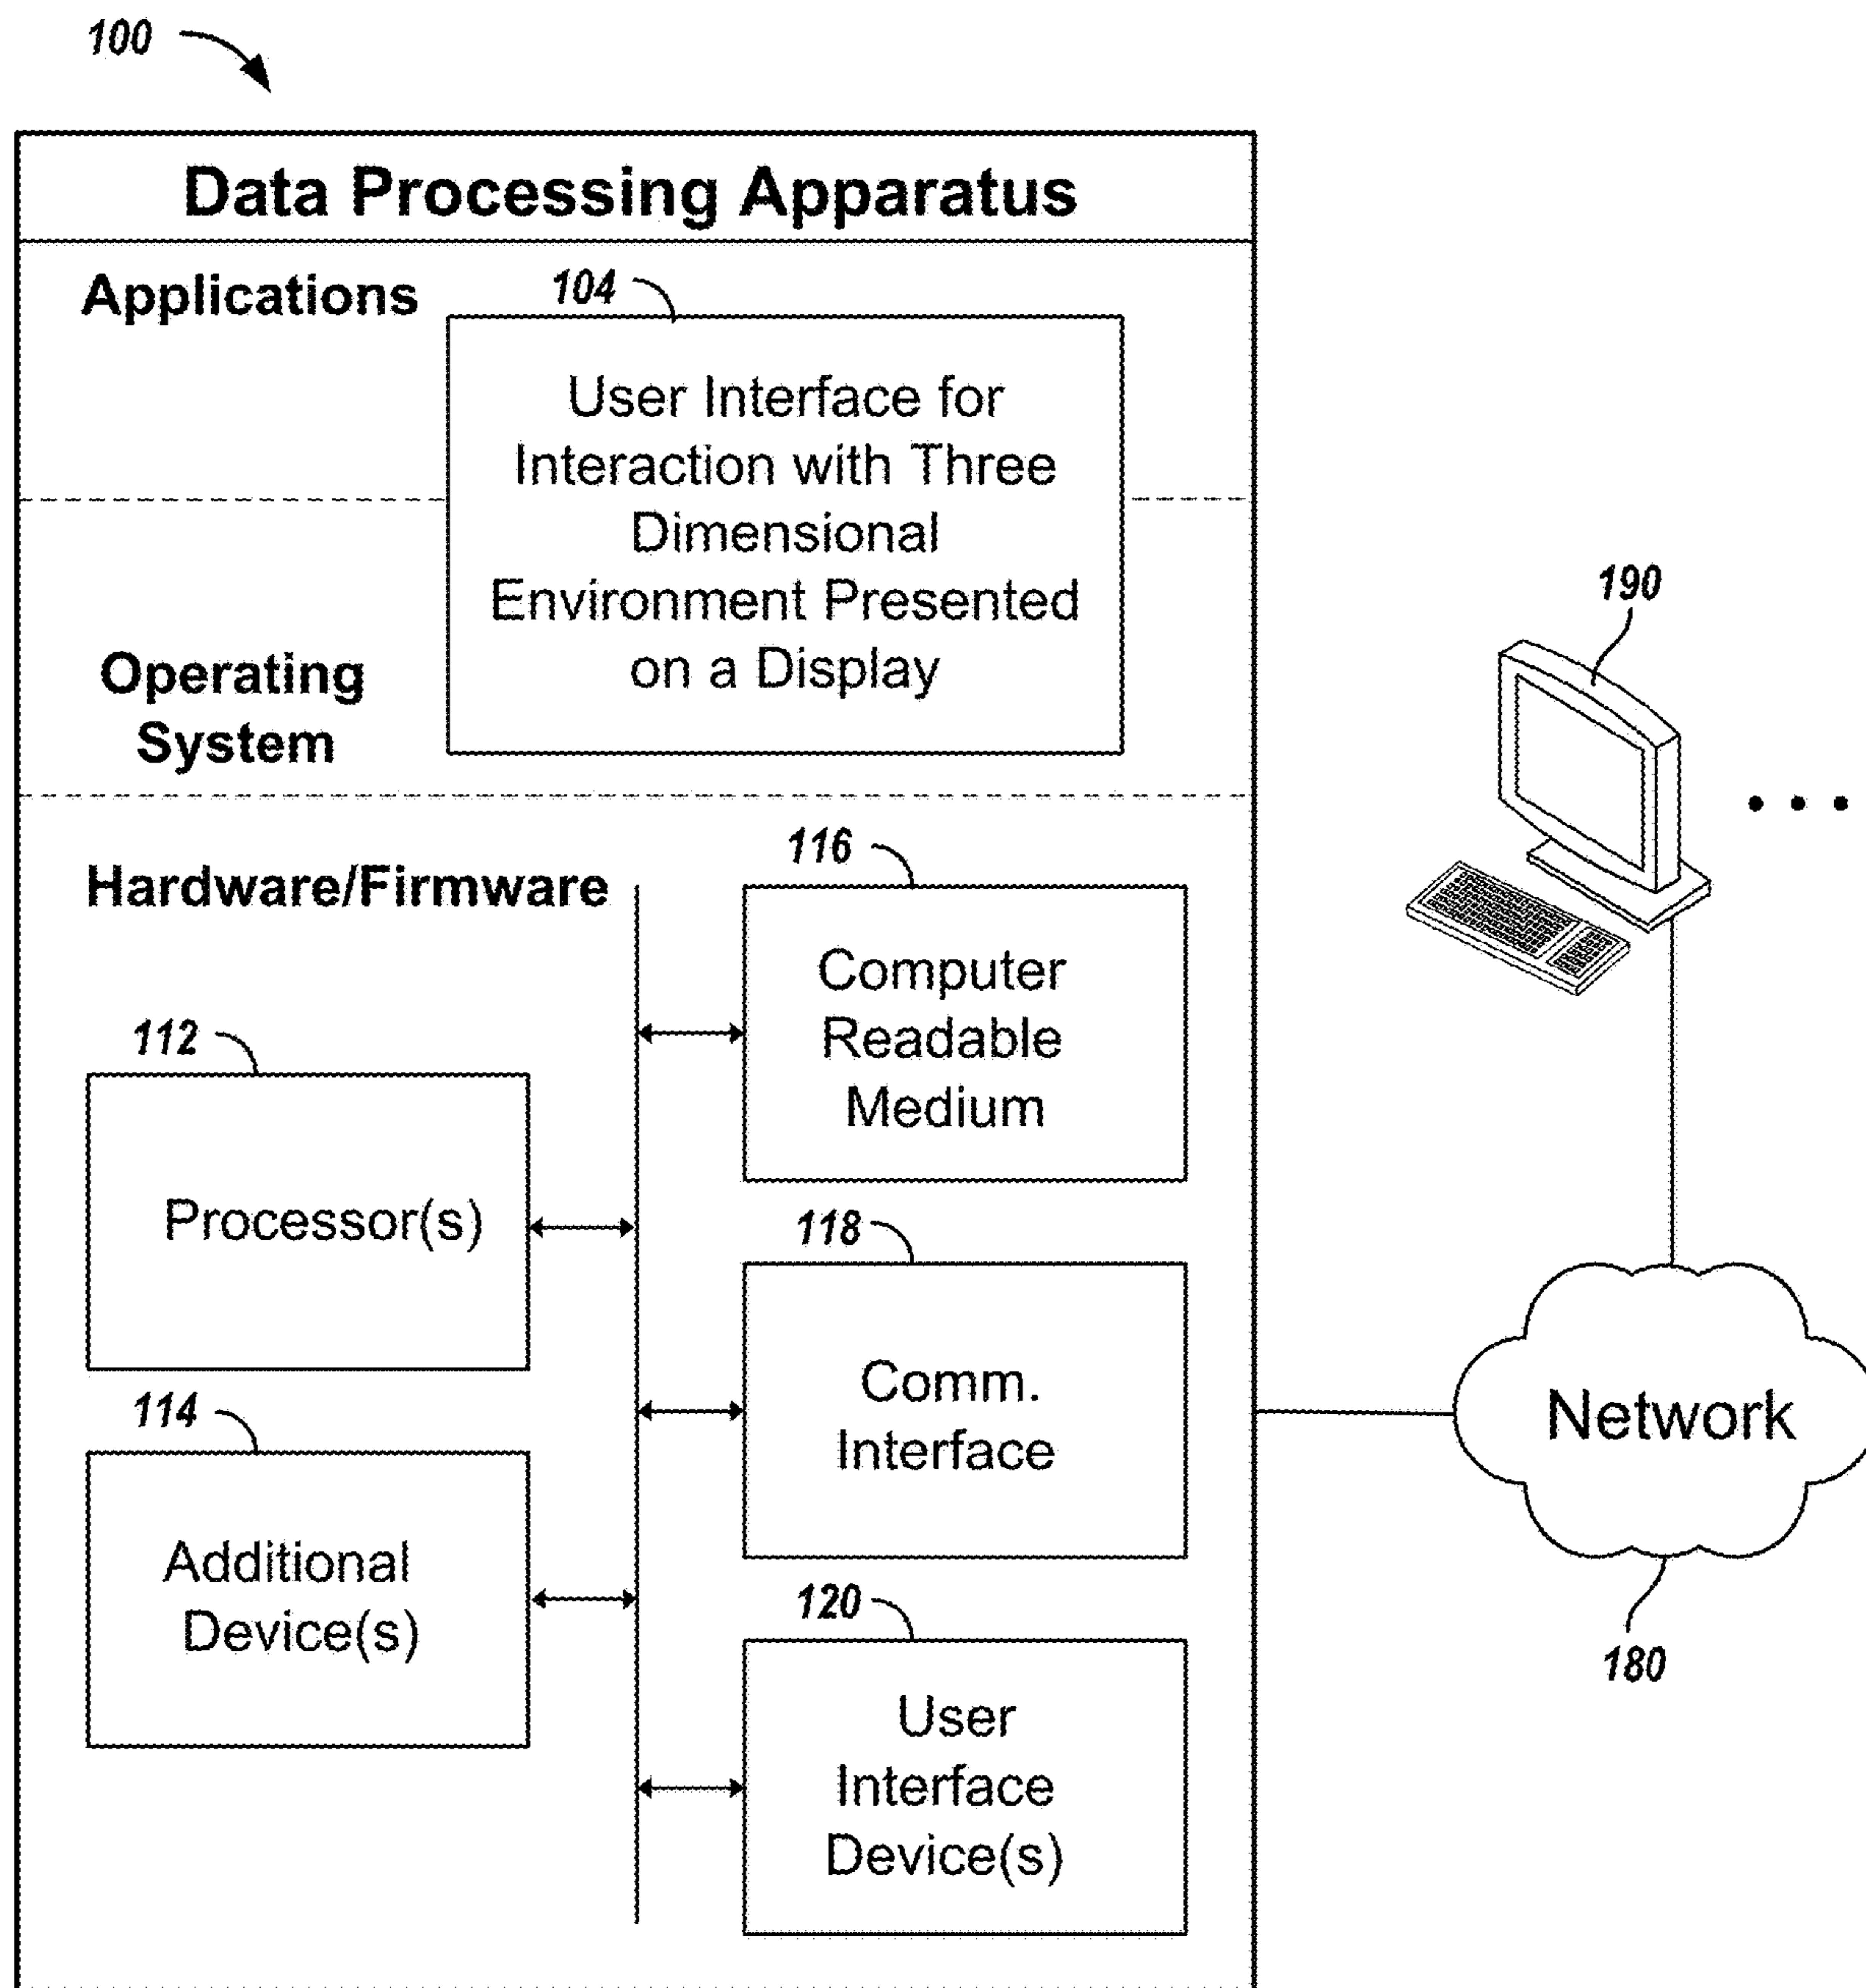 100
Data Processing Apparatus
Applications
104
User Interface for
Interaction with Three
Dimensional
Environment Presented
on a Display
Operating
System
190
Hardware/Firmware
116
Computer
Readable
Medium
112
Processor(s)
118
Comm.
Interface
114
Additional
Device(s)
120
User
Interface
Device(s)
Network
180